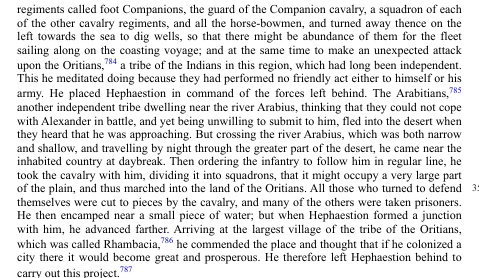 regiments called foot Companions, the guard of the Companion cavalry, a squadron of each
of the other cavalry regiments, and all the horse-bowmen, and turned away thence on the
left towards the sea to dig wells, so that there might be abundance of them for the fleet
sailing along on the coasting voyage; and at the same time to make an unexpected attack
upon the Oritians,784 a tribe of the Indians in this region, which had long been independent.
This he meditated doing because they had performed no friendly act either to himself or his
army. He placed Hephaestion in command of the forces left behind. The Arabitians,785
another independent tribe dwelling near the river Arabius, thinking that they could not cope
with Alexander in battle, and yet being unwilling to submit to him, fled into the desert when
they heard that he was approaching. But crossing the river Arabius, which was both narrow
and shallow, and travelling by night through the greater part of the desert, he came near the
inhabited country at daybreak. Then ordering the infantry to follow him in regular line, he
took the cavalry with him, dividing it into squadrons, that it might occupy a very large part
of the plain, and thus marched into the land of the Oritians. All those who turned to defend 35
themselves were cut to pieces by the cavalry, and many of the others were taken prisoners.
He then encamped near a small piece of water; but when Hephaestion formed a junction
with him, he advanced farther. Arriving at the largest village of the tribe of the Oritians,
which was called Rhambacia,786 he commended the place and thought that if he colonized a
city there it would become great and prosperous. He therefore left Hephaestion behind to
carry out this project.787